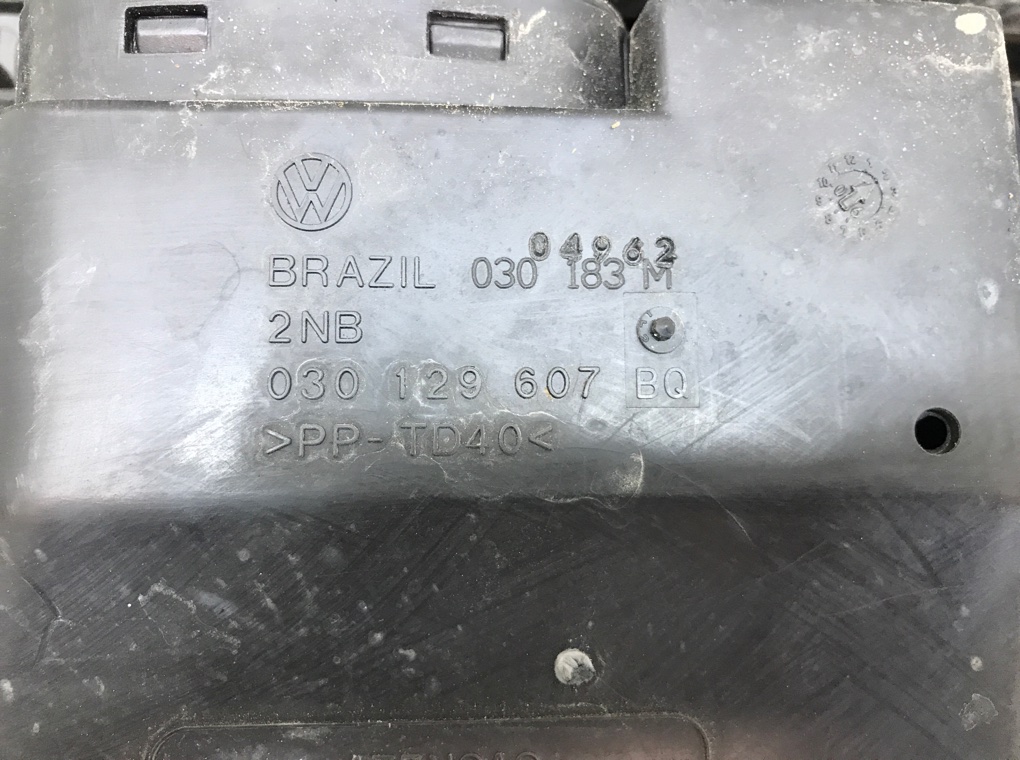 04962
BRAZIL 030 183 M
2NB
030 129 607 BQ
>PP-TD40<